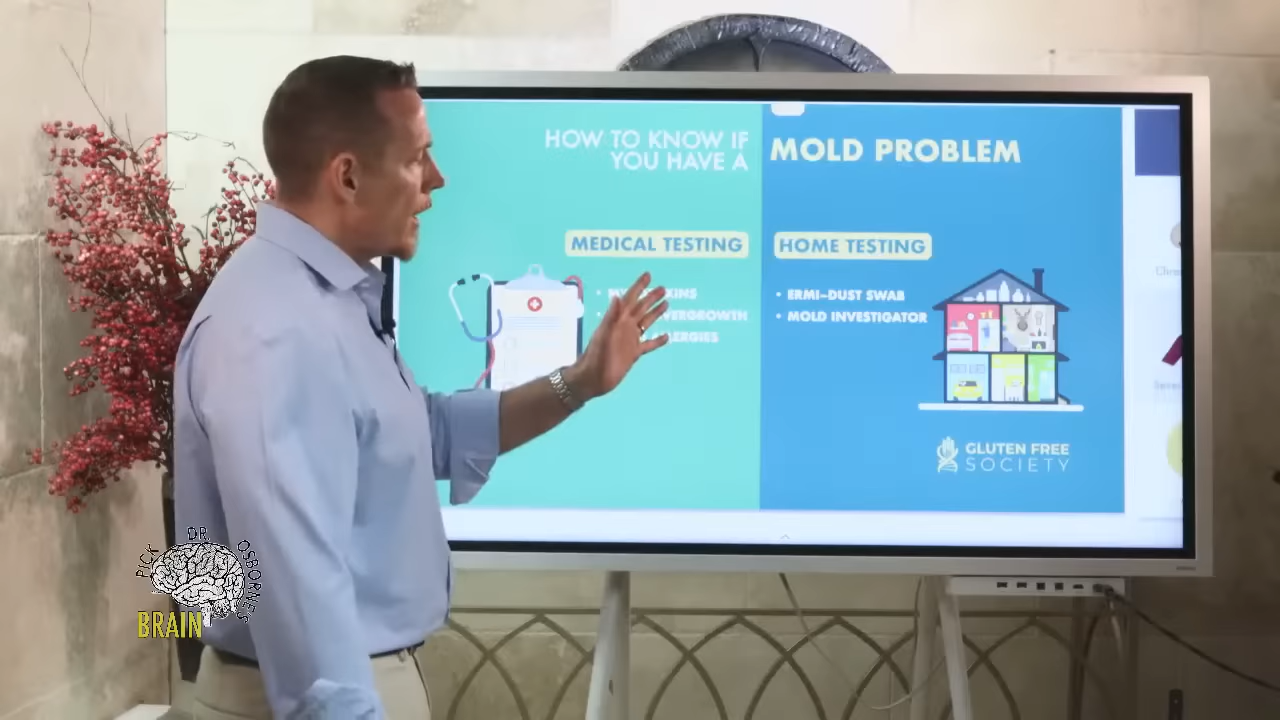 HOW TO KNOW IF
YOU HAVE A
MOLD PROBLEM
MEDICAL TESTING
HOME TESTING
• ERMI-DUST SWAB
• MOLD INVESTIGATOR
GLUTEN FREE
SOCIETY
PICK DR. OSBORNE'S
BRAIN